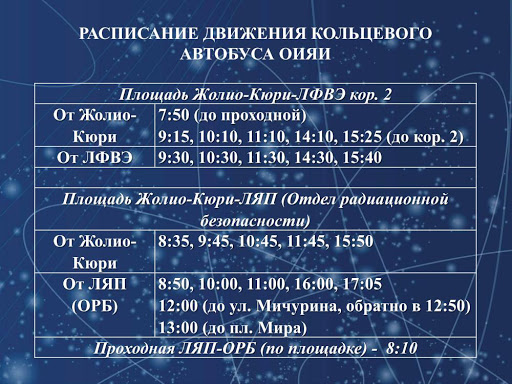 РАСПИСАНИЕ ДВИЖЕНИЯ КОЛЬЦЕВОГО
АВТОБУСА ОИЯИ
Площадь Жолио-Кюри-ЛФВЭ кор. 2
От Жолио-
Кюри
7:50 (до проходной)
9:15, 10:10, 11:10, 14:10, 15:25 (до кор. 2)
От ЛФВЭ
9:30, 10:30, 11:30, 14:30, 15:40
Площадь Жолио-Кюри-ЛЯП (Отдел радиационной
безопасности)
От Жолио-
Кюри
8:35, 9:45, 10:45, 11:45, 15:50
От ЛЯП
(ОРБ)
8:50, 10:00, 11:00, 16:00, 17:05
12:00 (до ул. Мичурина, обратно в 12:50)
13:00 (до пл. Мира)
Проходная ЛЯП-ОРБ (по площадке) - 8:10